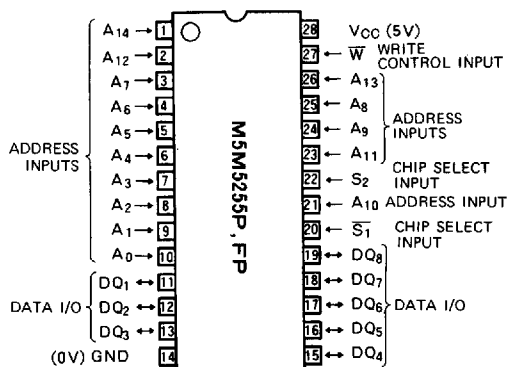 A14 → 1
A12 → 2
A7 → 3
A6 → 4
A5 → 5
A4 → 6
A3 → 7
A2 → 8
A1 → 9
A0 → 10
ADDRESS
INPUTS
DQ1 ↔ 11
DQ2 ↔ 12
DQ3 ↔ 13
DATA I/O
(0V) GND 14
M5M5255P, FP
28 VCC (5V)
27 ← W̅ WRITE
CONTROL INPUT
26 ← A13
25 ← A8
24 ← A9
23 ← A11
ADDRESS
INPUTS
22 ← S2 CHIP SELECT
INPUT
21 ← A10 ADDRESS INPUT
20 ← S̅1 CHIP SELECT
INPUT
19 ↔ DQ8
18 ↔ DQ7
17 ↔ DQ6
16 ↔ DQ5
15 ↔ DQ4
DATA I/O